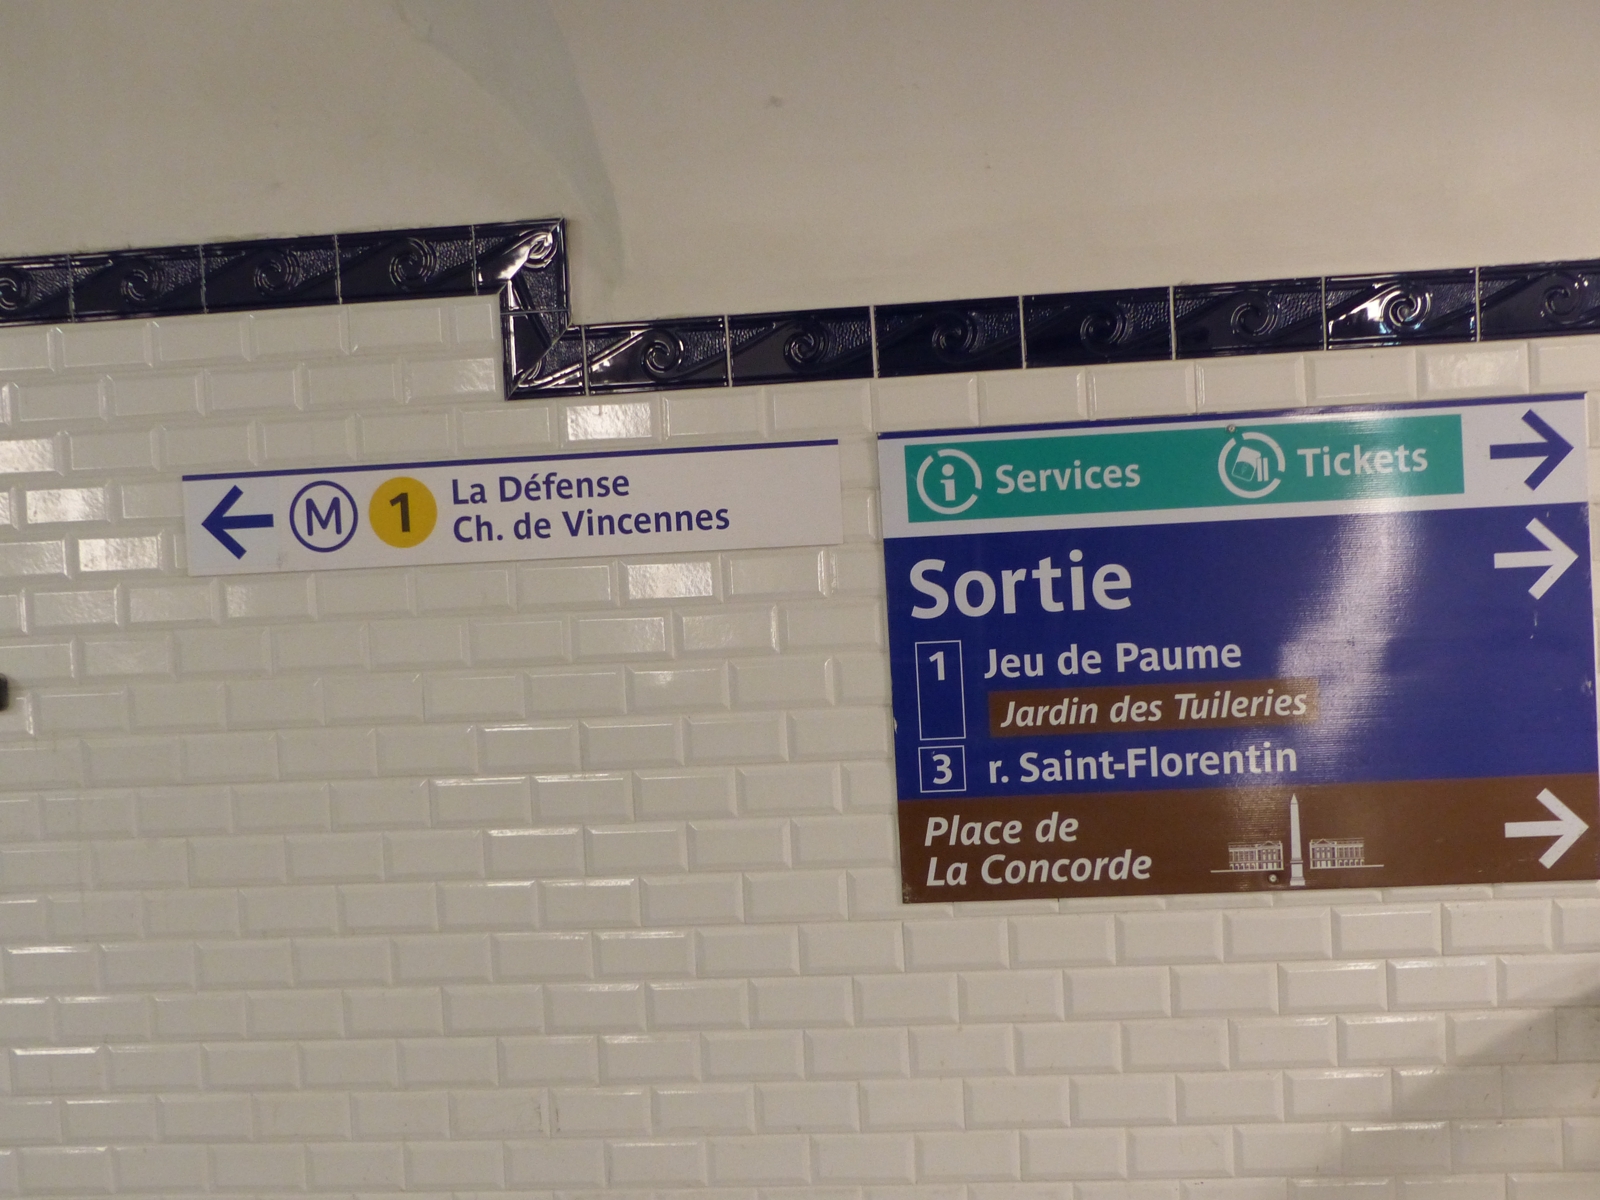 M 1 La Défense
Ch. de Vincennes
i Services Tickets
Sortie
1 Jeu de Paume
Jardin des Tuileries
3 r. Saint-Florentin
Place de
La Concorde